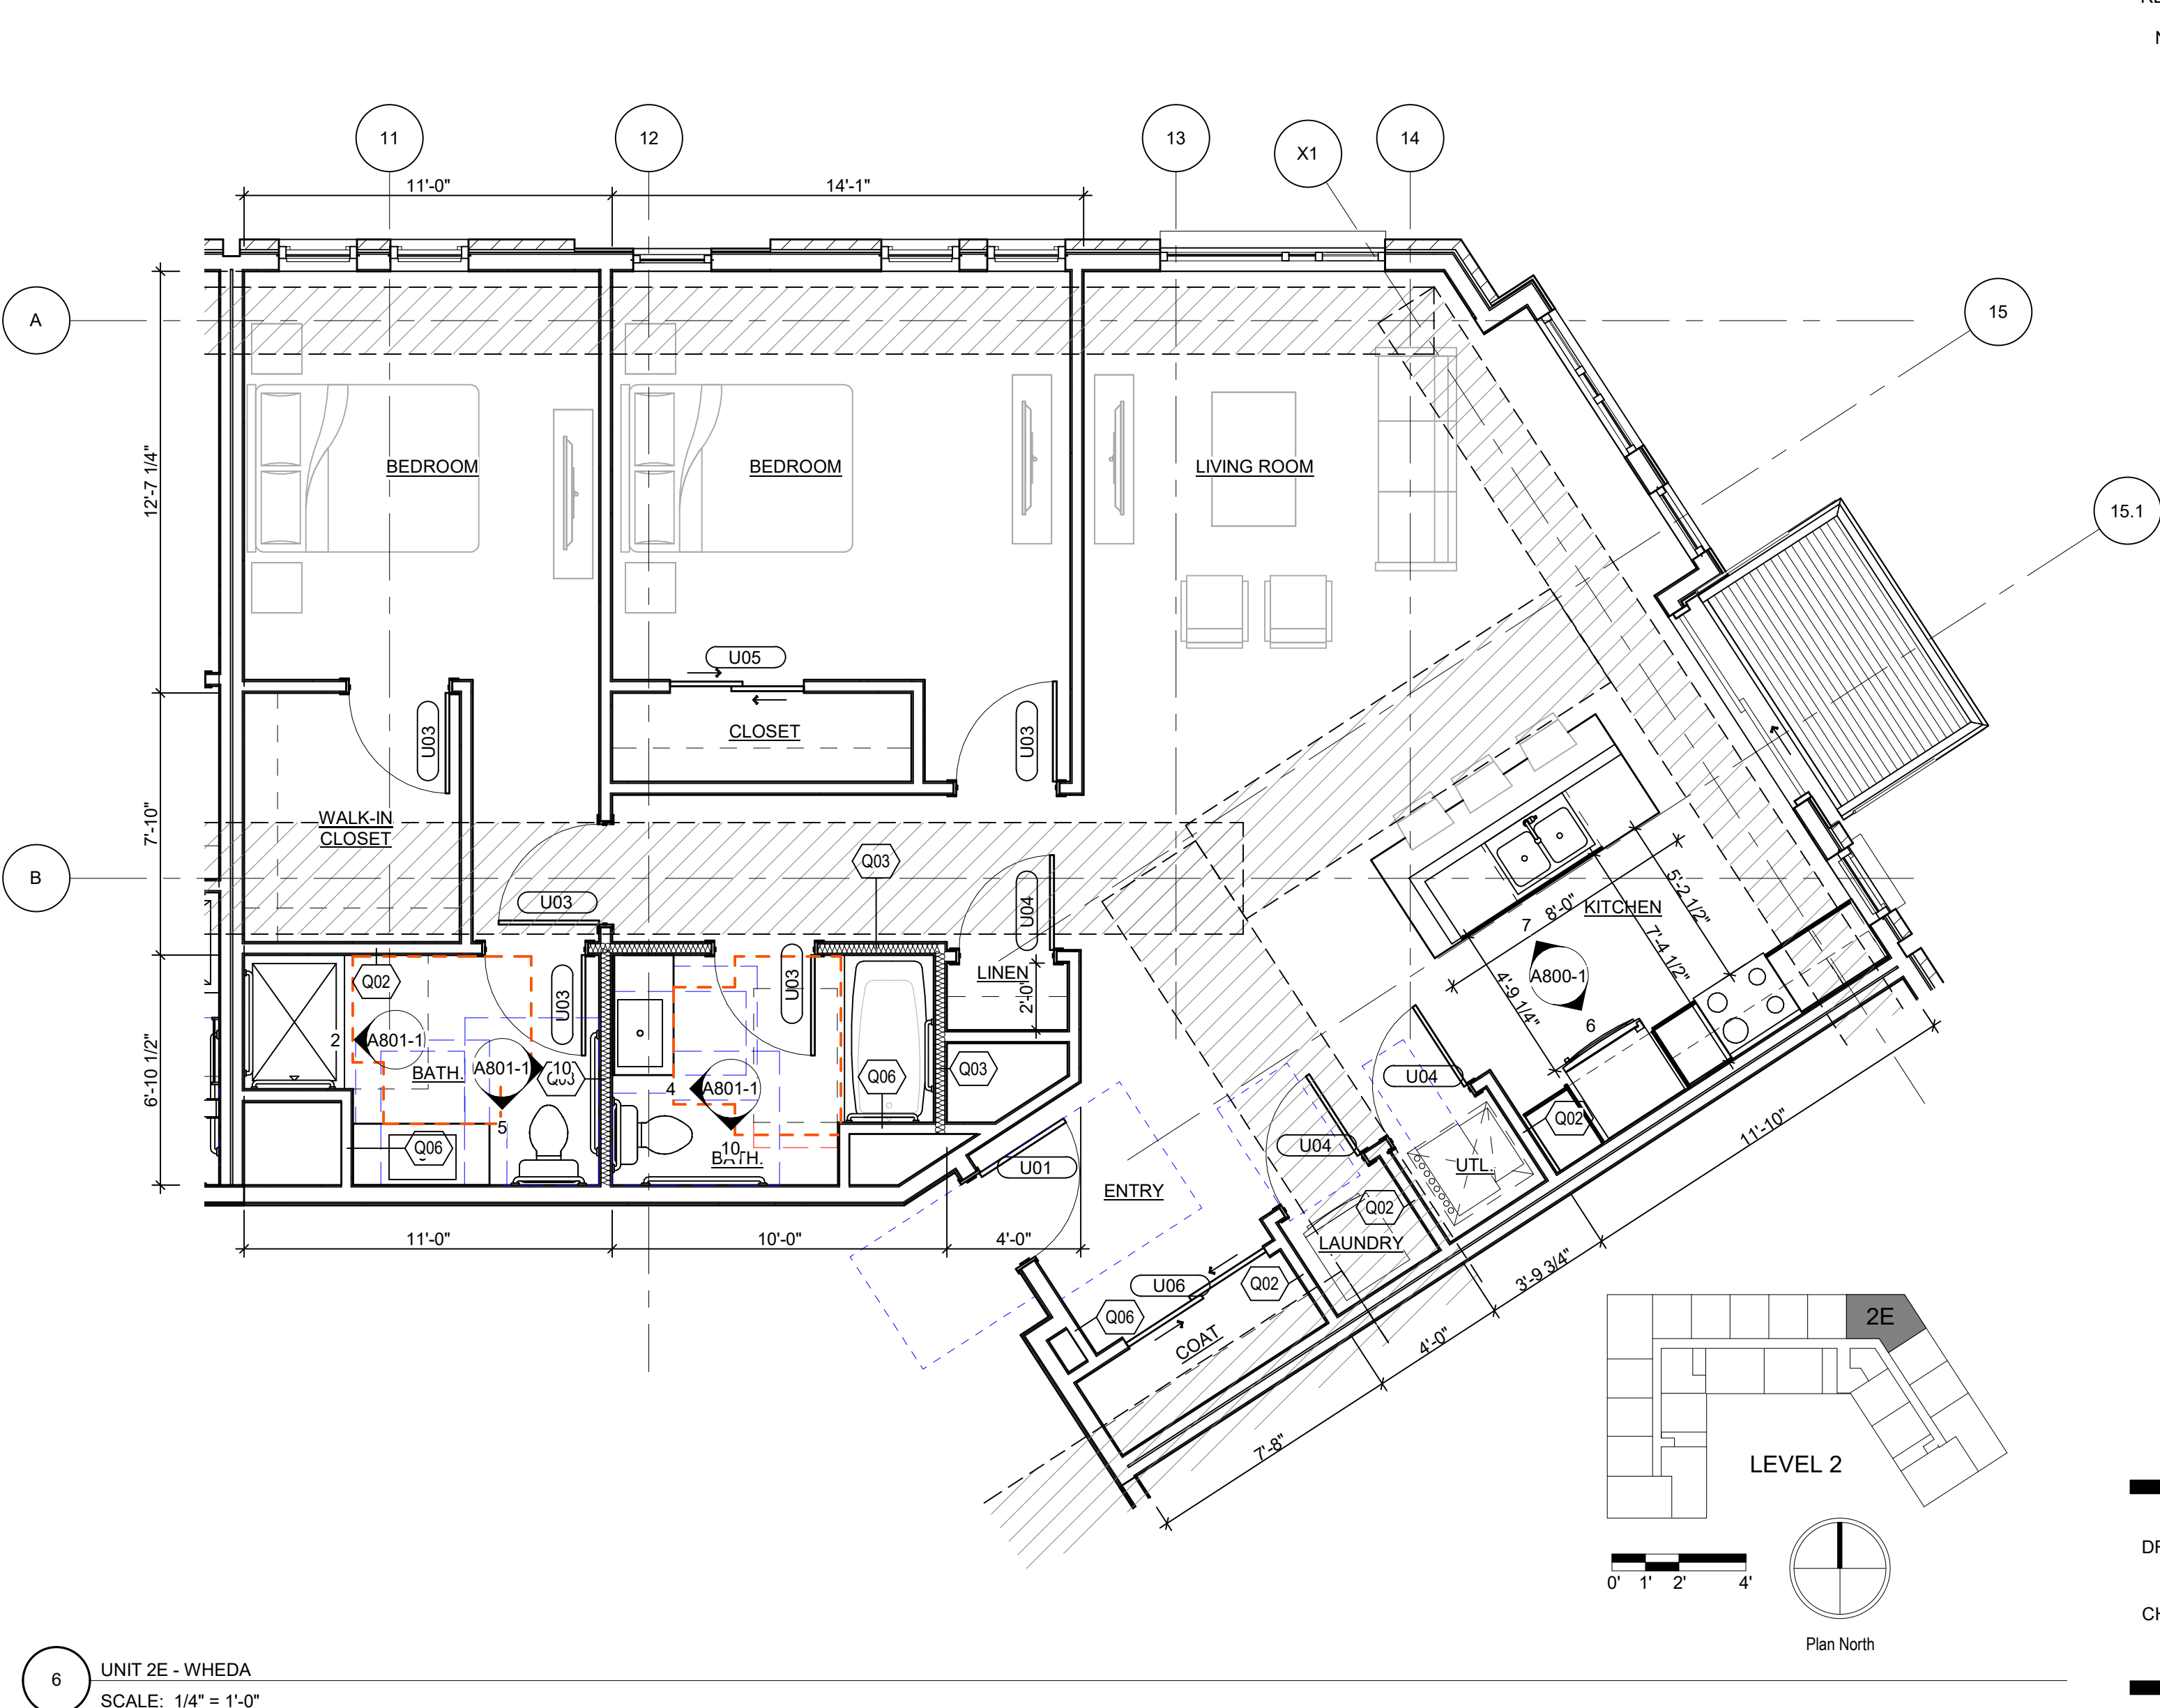 11
12
13
X1
14
15
15.1
A
B
11'-0"
14'-1"
12'-7 1/4"
7'-10"
6'-10 1/2"
BEDROOM
BEDROOM
LIVING ROOM
U05
CLOSET
U03
U03
WALK-IN
CLOSET
U03
Q03
U04
LINEN
2'-0"
Q02
U03
U03
2
A801-1
BATH.
A801-1
10
Q03
5
Q06
4
A801-1
10
BATH.
Q06
Q03
U01
ENTRY
KITCHEN
7
8'-0"
5'-2 1/2"
7'-4 1/2"
4'-9 1/4"
A800-1
6
U04
U04
UTL.
Q02
Q02
LAUNDRY
Q02
U06
Q06
COAT
11'-0"
10'-0"
4'-0"
11'-10"
3'-9 3/4"
4'-0"
7'-8"
2E
LEVEL 2
0' 1' 2' 4'
Plan North
6
UNIT 2E - WHEDA
SCALE: 1/4" = 1'-0"